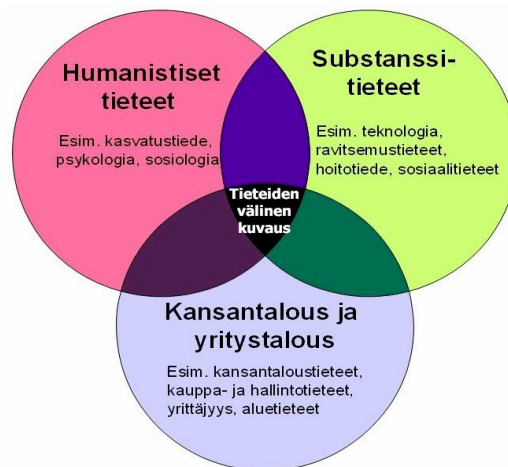 Humanistiset
tieteet
Esim. kasvatustiede,
psykologia, sosiologia
Substanssi-
tieteet
Esim. teknologia,
ravitsemustieteet,
hoitotiede, sosiaalitieteet
Tieteiden
välinen
kuvaus
Kansantalous ja
yritystalous
Esim. kansantaloustieteet,
kauppa- ja hallintotieteet,
yrittäjyys, aluetieteet